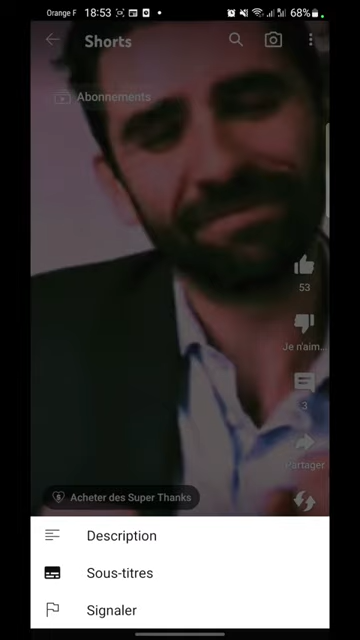 Orange F 18:53 68%
Shorts
Abonnements
53
Je n'aim...
3
Partager
Acheter des Super Thanks
Description
Sous-titres
Signaler